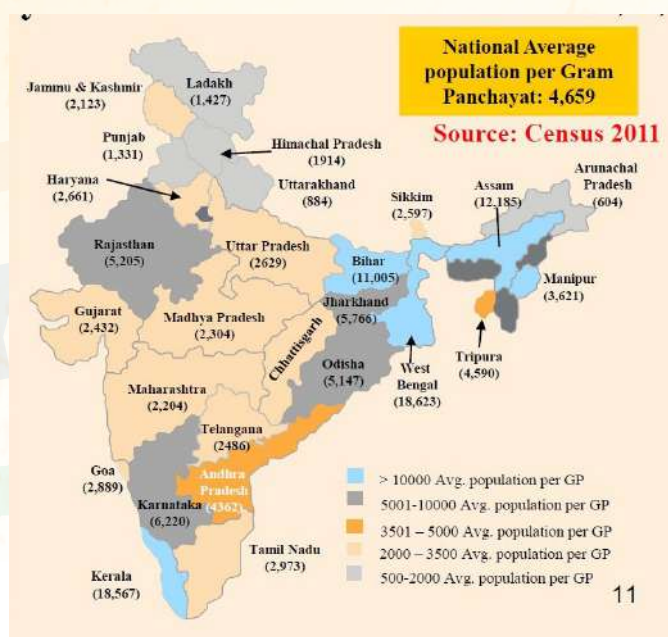 National Average
population per Gram
Panchayat: 4,659
Source: Census 2011
Ladakh
(1,427)
Jammu & Kashmir
(2,123)
Punjab
(1,331)
Himachal Pradesh
(1914)
Haryana
(2,661)
Uttarakhand
(884)
Sikkim
(2,597)
Assam
(12,185)
Arunachal
Pradesh
(604)
Rajasthan
(5,205)
Uttar Pradesh
(2629)
Bihar
(11,005)
Manipur
(3,621)
Jharkhand
(5,766)
Gujarat
(2,432)
Madhya Pradesh
(2,304)
Chhattisgarh
Odisha
(5,147)
West
Bengal
(18,623)
Tripura
(4,590)
Maharashtra
(2,204)
Telangana
(2486)
Goa
(2,889)
Andhra
Pradesh
(4362)
Karnataka
(6,220)
Tamil Nadu
(2,973)
Kerala
(18,567)
> 10000 Avg. population per GP
5001-10000 Avg. population per GP
3501 – 5000 Avg. population per GP
2000 – 3500 Avg. population per GP
500-2000 Avg. population per GP
11